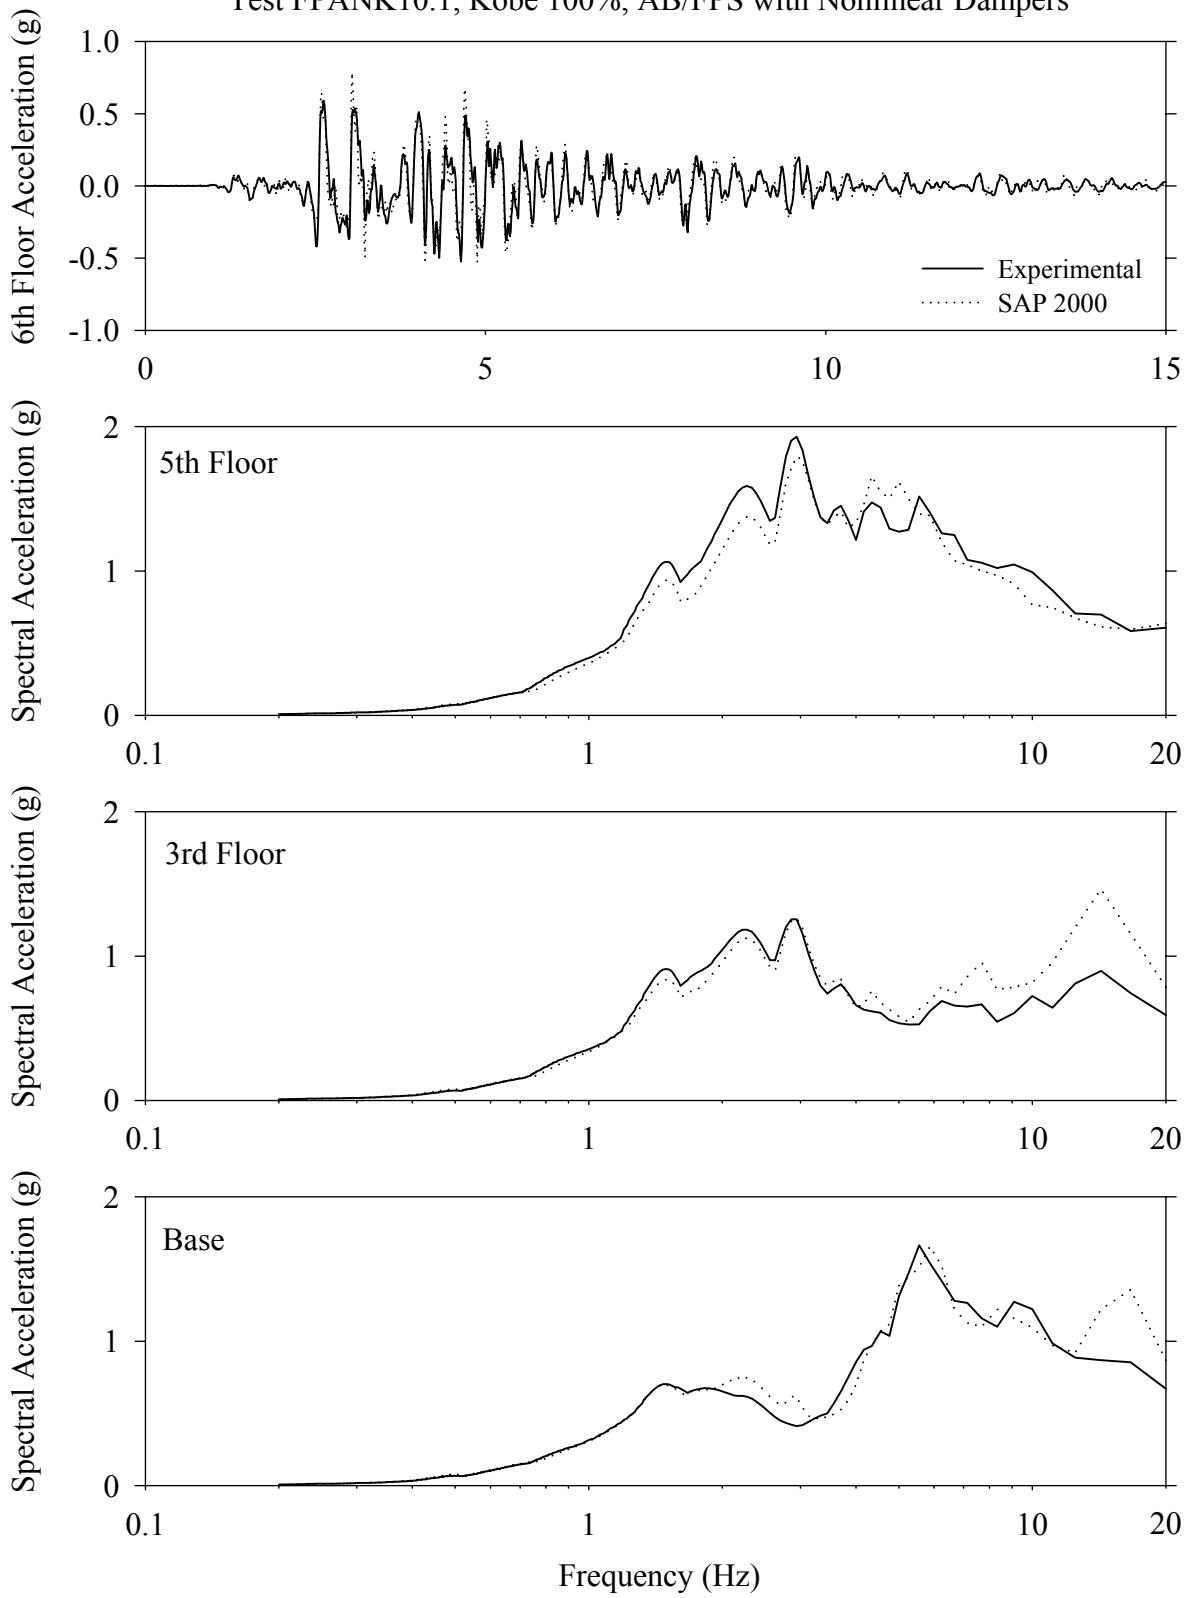 Test FPANK10.1, Kobe 100%, AB/FPS with Nonlinear Dampers
6th Floor Acceleration (g)
1.0
0.5
0.0
-0.5
-1.0
Experimental
SAP 2000
0 5 10 15
Spectral Acceleration (g)
2
1
0
5th Floor
0.1 1 10 20
Spectral Acceleration (g)
2
1
0
3rd Floor
0.1 1 10 20
Spectral Acceleration (g)
2
1
0
Base
0.1 1 10 20
Frequency (Hz)